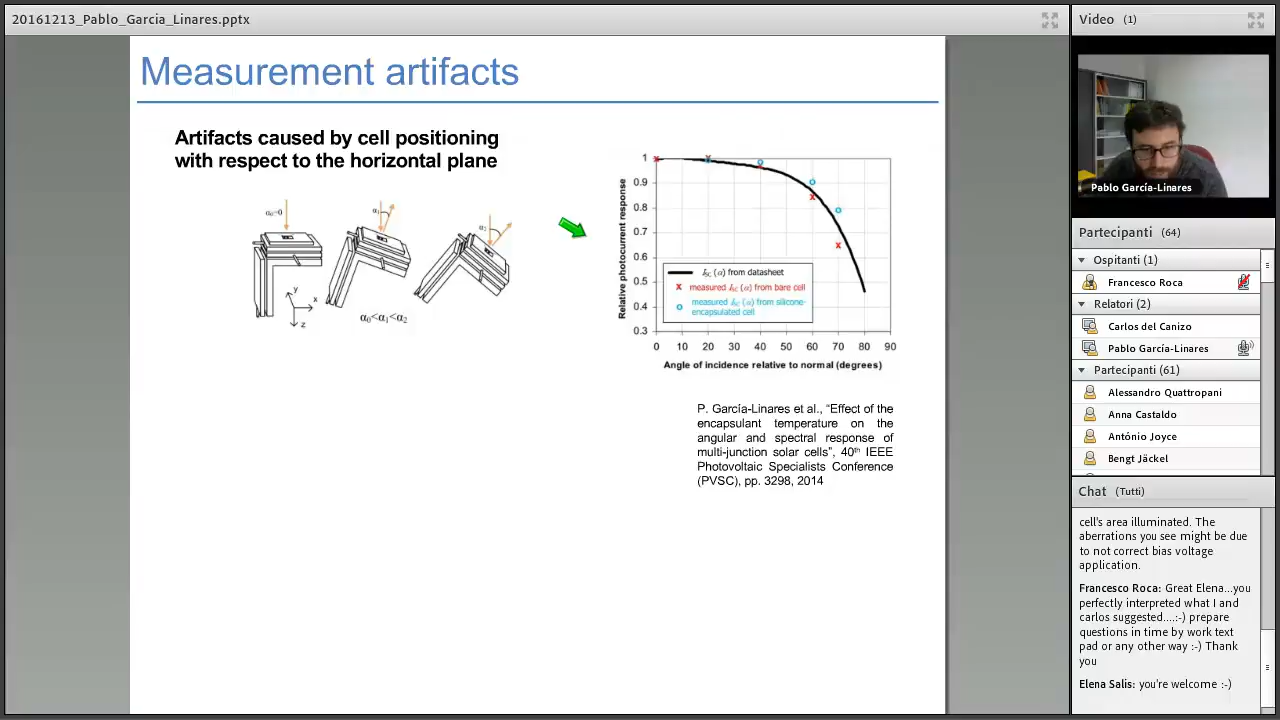 20161213_Pablo_Garcia_Linares.pptx
Measurement artifacts
Artifacts caused by cell positioning
with respect to the horizontal plane
α₀=0
α₁
α₂
y
x
z
α₀<α₁<α₂
Relative photocurrent response
1
0.9
0.8
0.7
0.6
0.5
0.4
0.3
0 10 20 30 40 50 60 70 80 90
Angle of incidence relative to normal (degrees)
I_SC (α) from datasheet
x measured I_SC (α) from bare cell
measured I_SC (α) from silicone-
encapsulated cell
P. García-Linares et al., “Effect of the
encapsulant temperature on the
angular and spectral response of
multi-junction solar cells”, 40th IEEE
Photovoltaic Specialists Conference
(PVSC), pp. 3298, 2014
Video (1)
Pablo García-Linares
Partecipanti (64)
Ospitanti (1)
Francesco Roca
Relatori (2)
Carlos del Canizo
Pablo García-Linares
Partecipanti (61)
Alessandro Quattropani
Anna Castaldo
António Joyce
Bengt Jäckel
Chat (Tutti)
cell's area illuminated. The
aberrations you see might be due
to not correct bias voltage
application.
Francesco Roca: Great Elena...you
perfectly interpreted what I and
carlos suggested....:-) prepare
questions in time by work text
pad or any other way :-) Thank
you
Elena Salis: you're welcome :-)